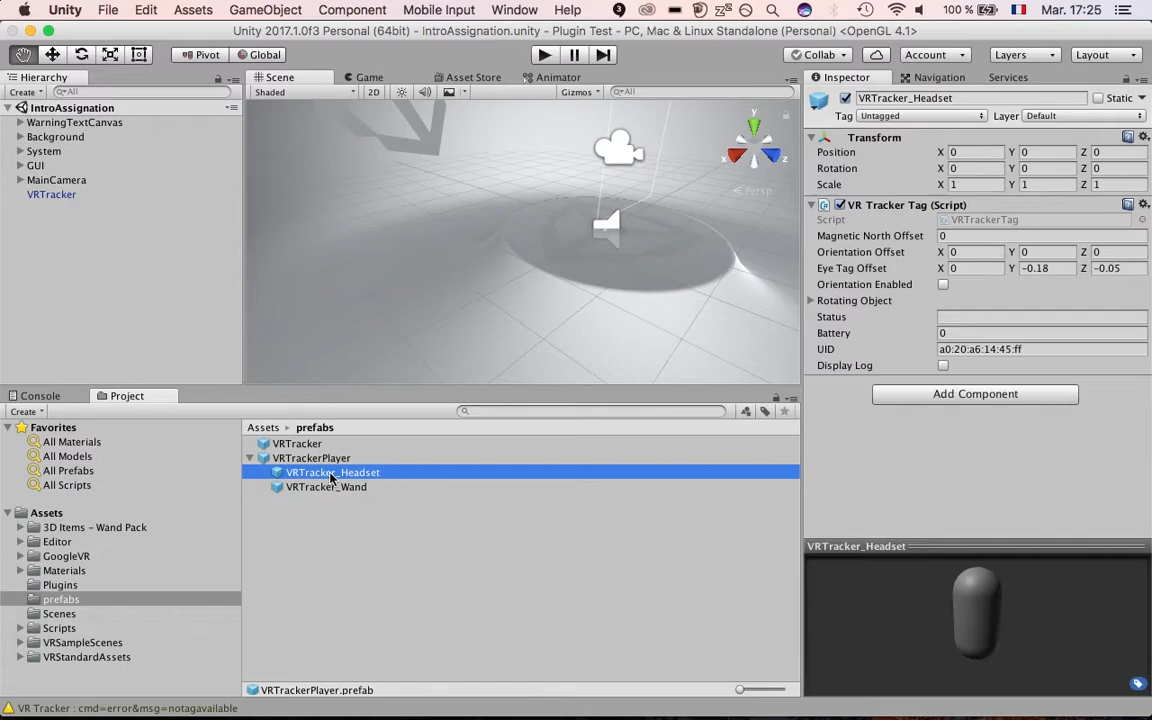 Unity File Edit Assets GameObject Component Mobile Input Window Help 3 100 % Mar. 17:25
Unity 2017.1.0f3 Personal (64bit) - IntroAssignation.unity - Plugin Test - PC, Mac & Linux Standalone (Personal) <OpenGL 4.1>
Pivot Global Collab Account Layers Layout
Hierarchy Scene Game Asset Store Animator Inspector Navigation Services
Create All Shaded 2D Gizmos All VRTracker_Headset Static
IntroAssignation Tag Untagged Layer Default
WarningTextCanvas
Background Transform
System Position X 0 Y 0 Z 0
GUI Rotation X 0 Y 0 Z 0
MainCamera Scale X 1 Y 1 Z 1
VRTracker
y x z
Persp
VR Tracker Tag (Script)
Script VRTrackerTag
Magnetic North Offset 0
Orientation Offset X 0 Y 0 Z 0
Eye Tag Offset X 0 Y -0.18 Z -0.05
Orientation Enabled
Rotating Object
Status
Battery 0
UID a0:20:a6:14:45:ff
Display Log
Add Component
Console Project
Create
Favorites Assets prefabs
All Materials VRTracker
All Models VRTrackerPlayer
All Prefabs VRTracker_Headset
All Scripts VRTracker_Wand
Assets
3D Items - Wand Pack
Editor
GoogleVR
Materials
Plugins
prefabs
Scenes
Scripts
VRSampleScenes
VRStandardAssets
VRTracker_Headset
VRTrackerPlayer.prefab
VR Tracker : cmd=error&msg=notagavailable